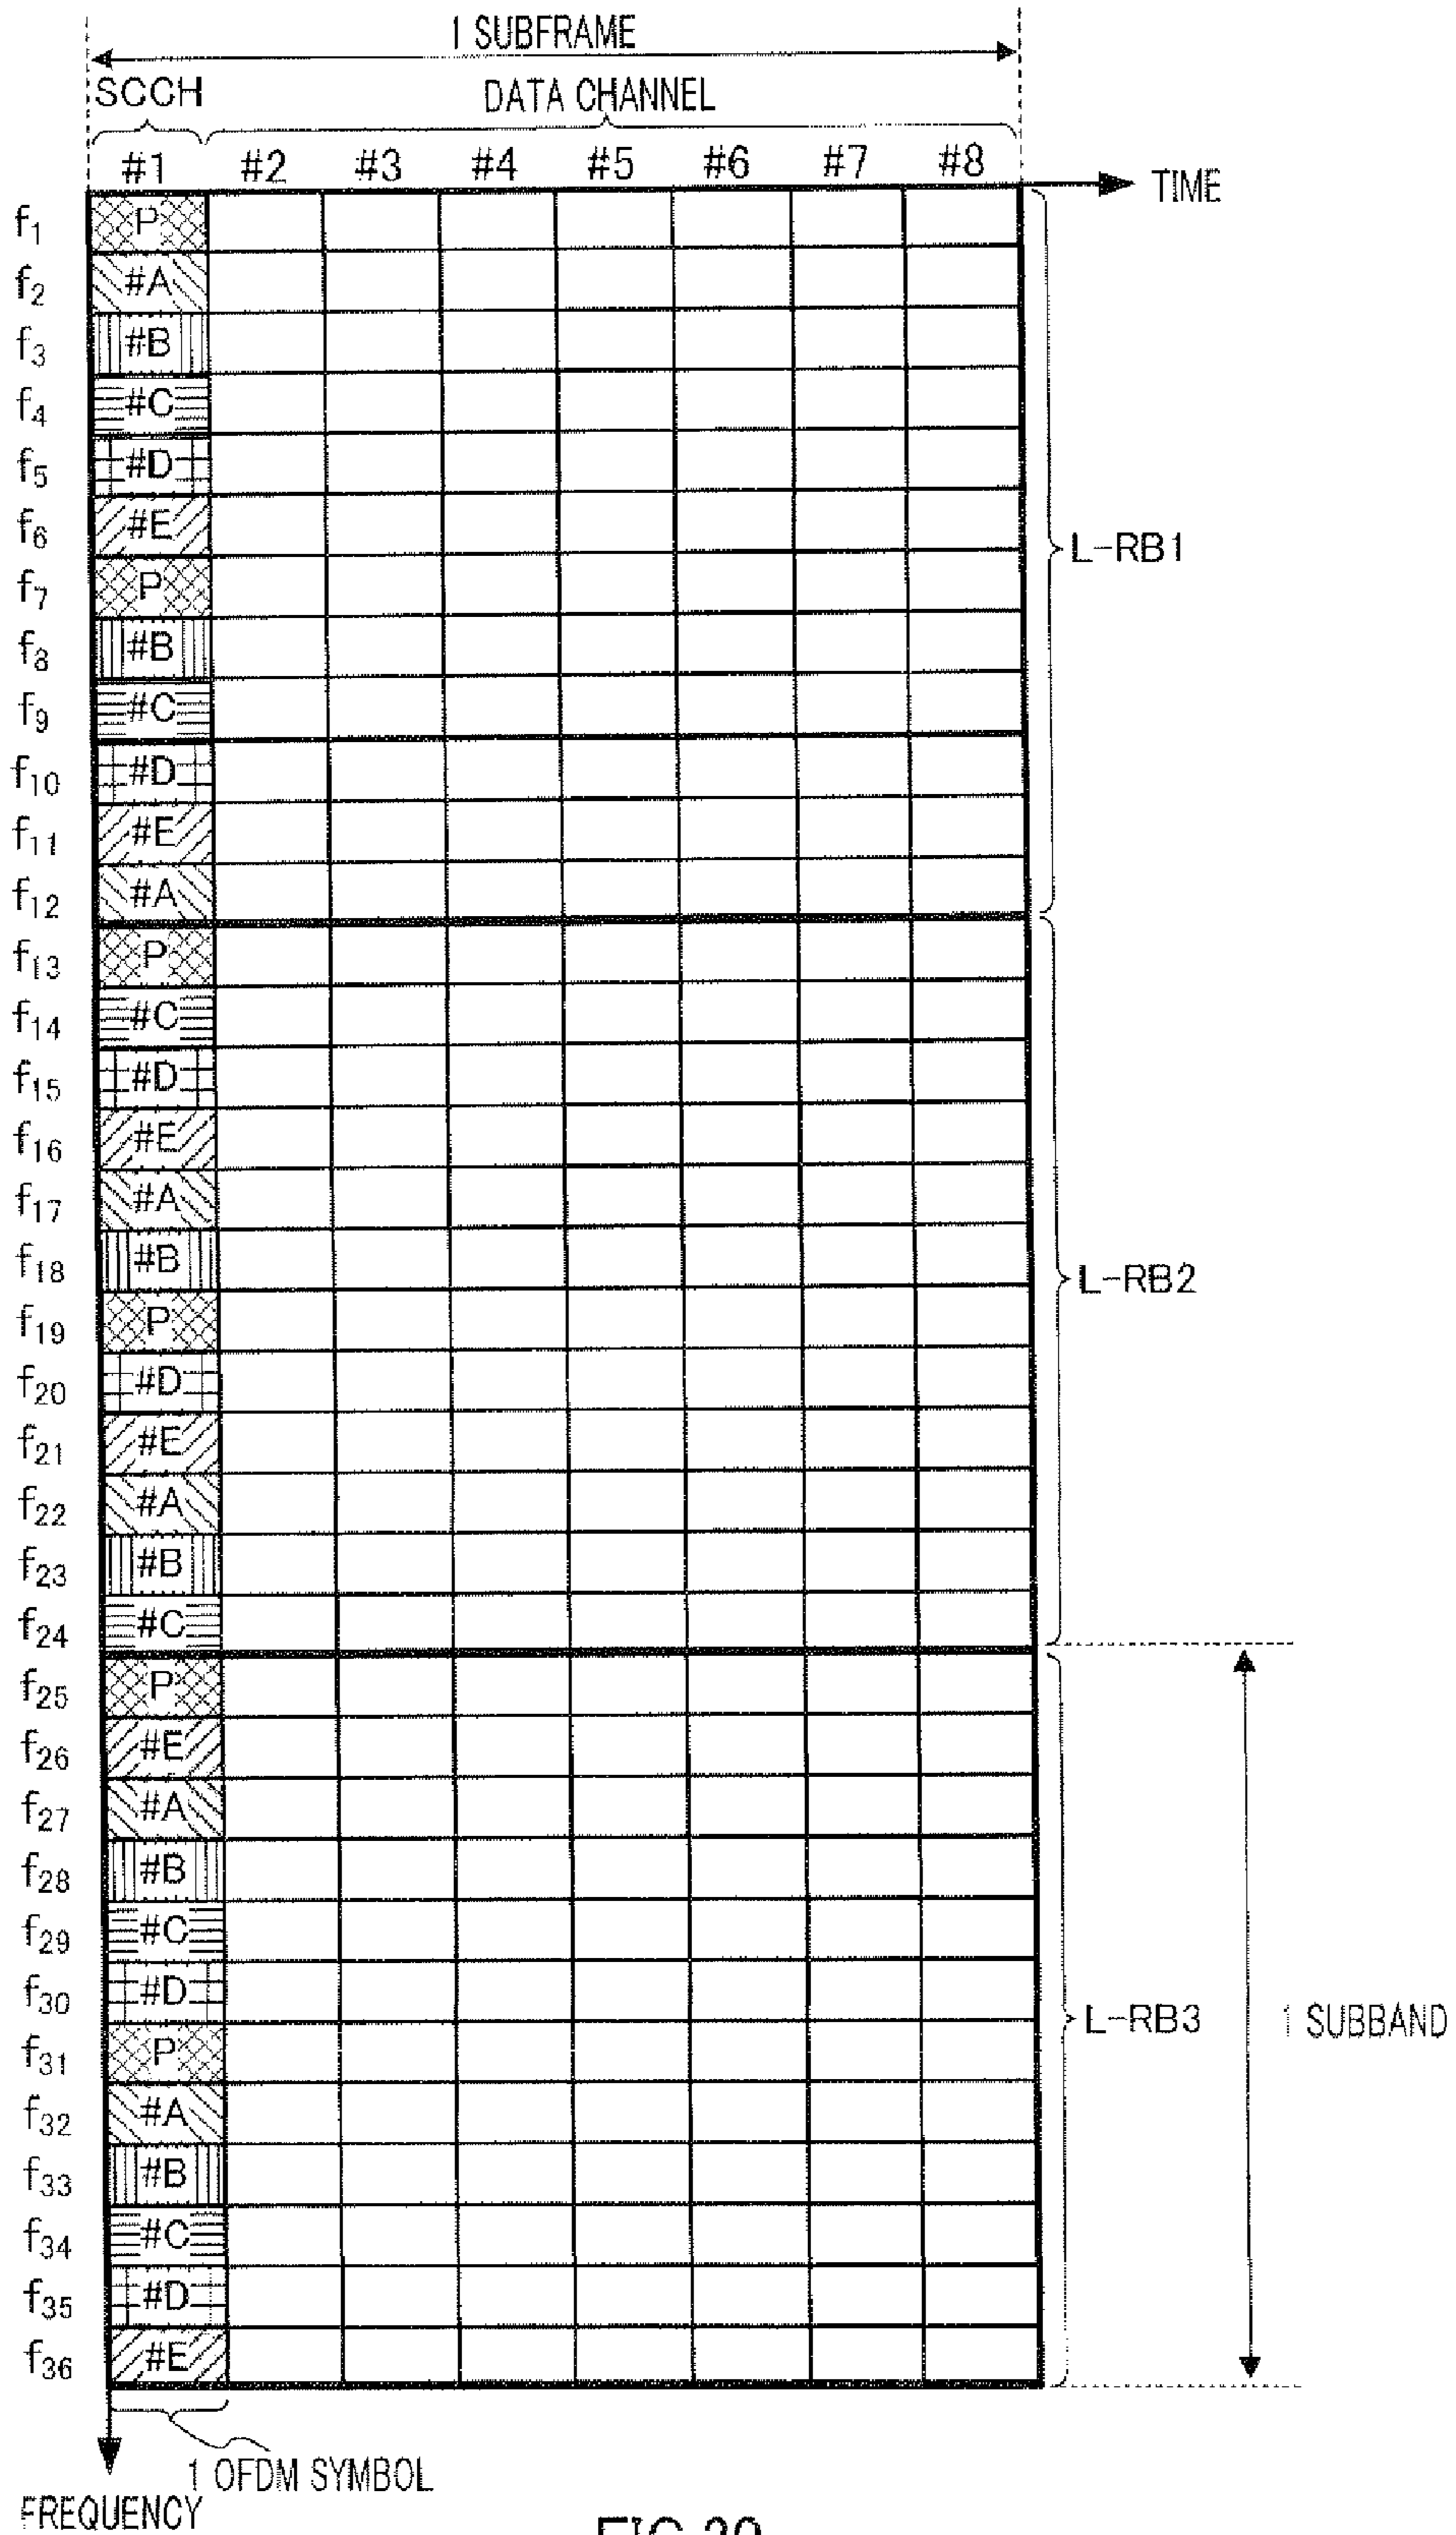 1 SUBFRAME
SCCH DATA CHANNEL
#1 #2 #3 #4 #5 #6 #7 #8
TIME
f1 P
f2 #A
f3 #B
f4 #C
f5 #D
f6 #E
L-RB1
f7 P
f8 #B
f9 #C
f10 #D
f11 #E
f12 #A
f13 P
f14 #C
f15 #D
f16 #E
f17 #A
f18 #B
L-RB2
f19 P
f20 #D
f21 #E
f22 #A
f23 #B
f24 #C
f25 P
f26 #E
f27 #A
f28 #B
f29 #C
f30 #D
L-RB3 1 SUBBAND
f31 P
f32 #A
f33 #B
f34 #C
f35 #D
f36 #E
1 OFDM SYMBOL
FREQUENCY